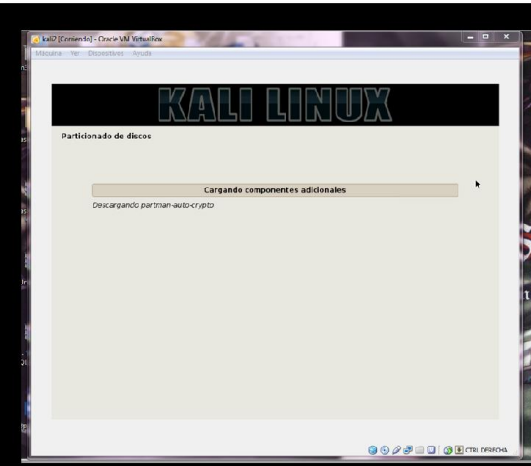 kali2 [Corriendo] - Oracle VM VirtualBox
Máquina Ver Dispositivos Ayuda
KALI LINUX
Particionado de discos
Cargando componentes adicionales
Descargando partman-auto-crypto
CTRL DERECHA